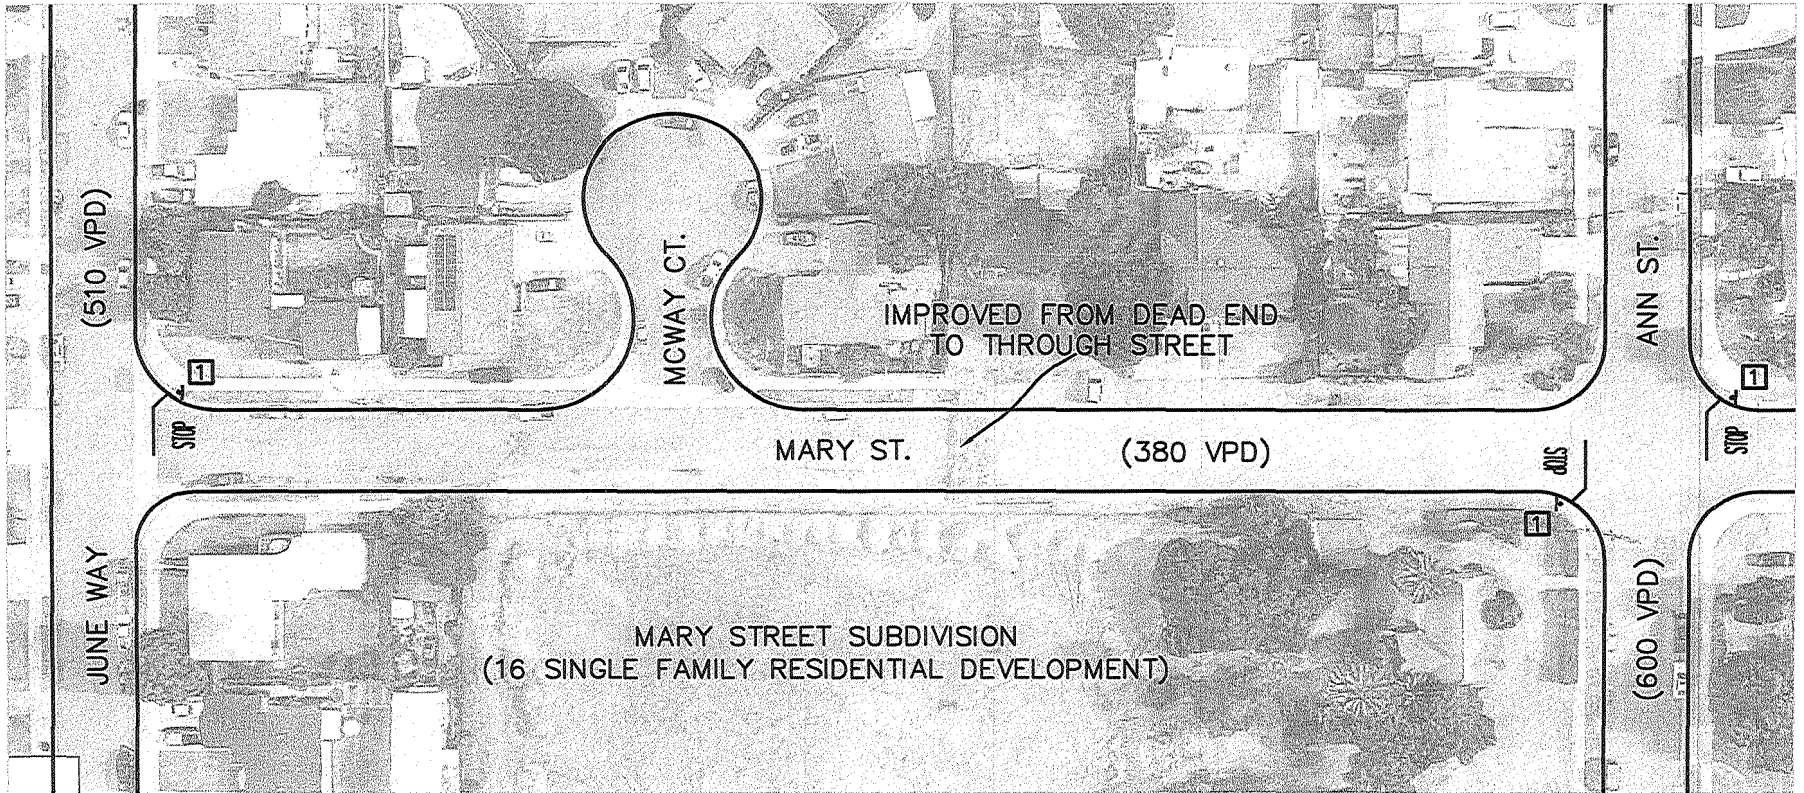 (510 VPD)
MCWAY CT.
ANN ST.
IMPROVED FROM DEAD END
TO THROUGH STREET
1
1
STOP
MARY ST.
(380 VPD)
STOP
STOP
1
JUNE WAY
MARY STREET SUBDIVISION
(16 SINGLE FAMILY RESIDENTIAL DEVELOPMENT)
(600 VPD)